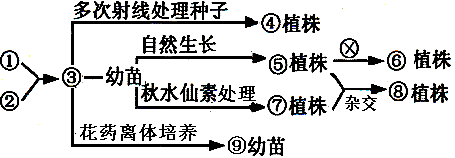 多次射线处理种子 ④植株
自然生长
① ⑤植株 ⊗ ⑥ 植株
③ 幼苗
② 秋水仙素处理 ⑦植株 杂交 ⑧植株
花药离体培养 ⑨幼苗